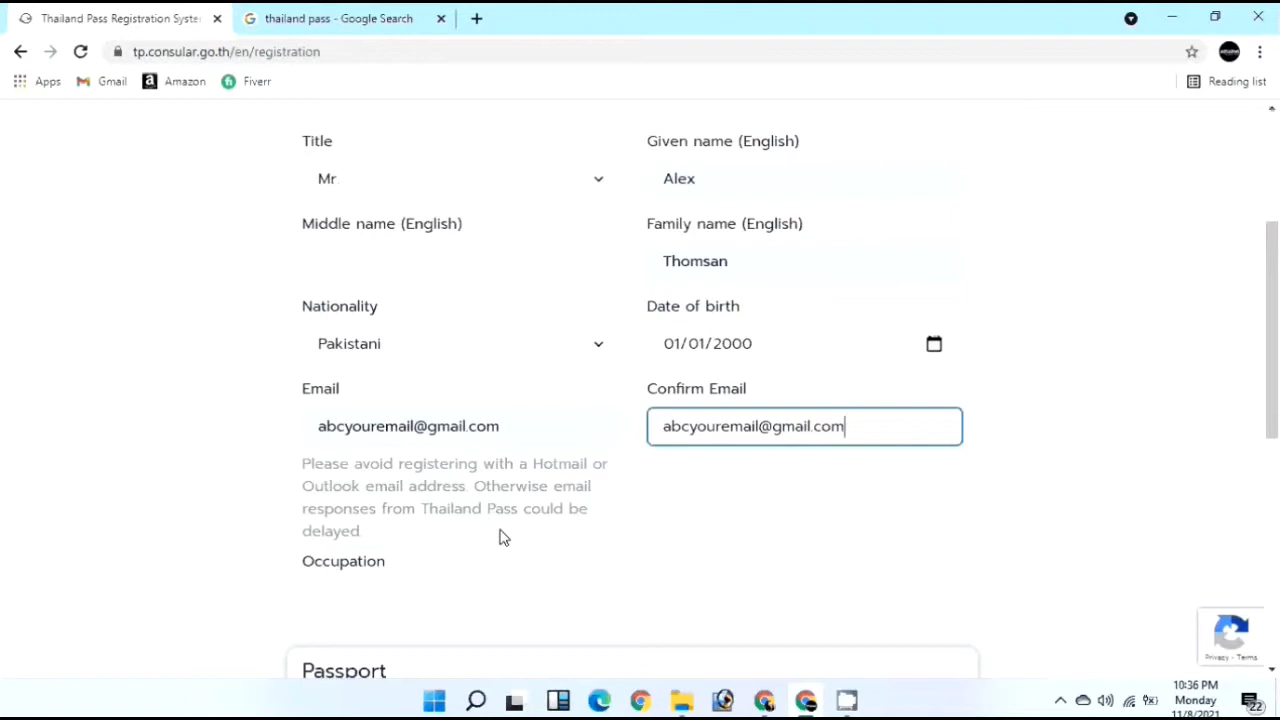 Thailand Pass Registration Syste
thailand pass - Google Search
tp.consular.go.th/en/registration
Apps
Gmail
Amazon
Fiverr
Reading list
Title
Given name (English)
Mr.
Alex
Middle name (English)
Family name (English)
Thomsan
Nationality
Date of birth
Pakistani
01/01/2000
Email
Confirm Email
abcyouremail@gmail.com
abcyouremail@gmail.com
Please avoid registering with a Hotmail or
Outlook email address. Otherwise email
responses from Thailand Pass could be
delayed.
Occupation
Privacy - Terms
Passport
10:36 PM
Monday
11/8/2021
22